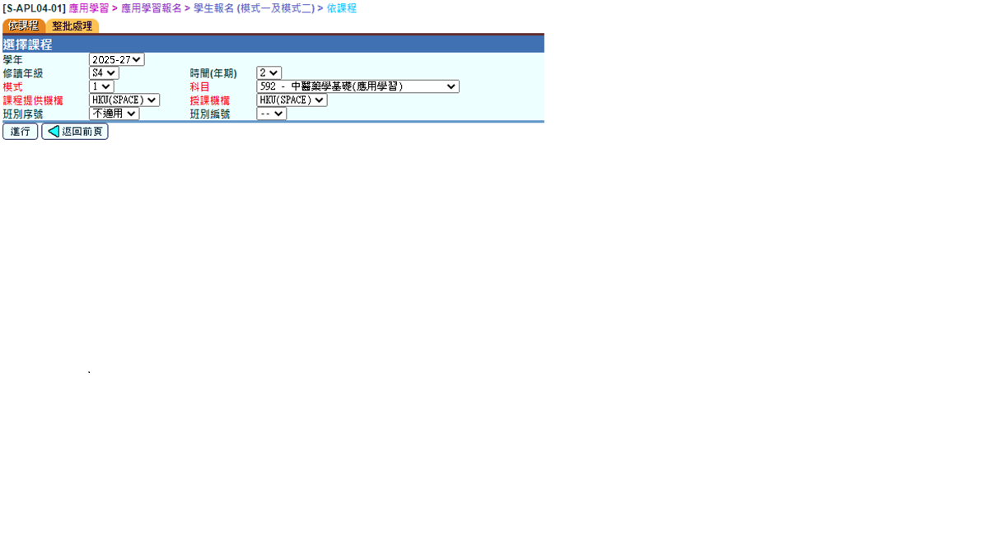 [S-APL04-01] 應用學習 > 應用學習報名 > 學生報名 (模式一及模式二) > 依課程
依課程 整批處理
選擇課程
學年 2025-27
修讀年級 S4 時間(年期) 2
模式 1 科目 592 - 中醫藥學基礎(應用學習)
課程提供機構 HKU(SPACE) 授課機構 HKU(SPACE)
班別序號 不適用 班別編號 --
進行 返回前頁
.